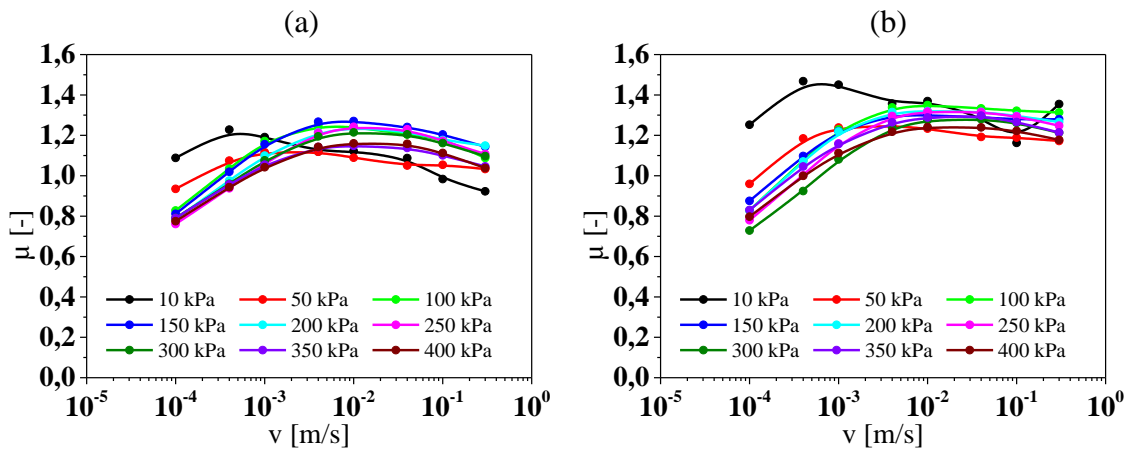 (a)
1,6
1,4
1,2
1,0
0,8
0,6
0,4
0,2
0,0
μ [-]
10 kPa 50 kPa 100 kPa
150 kPa 200 kPa 250 kPa
300 kPa 350 kPa 400 kPa
10⁻⁵ 10⁻⁴ 10⁻³ 10⁻² 10⁻¹ 10⁰
v [m/s]
(b)
1,6
1,4
1,2
1,0
0,8
0,6
0,4
0,2
0,0
μ [-]
10 kPa 50 kPa 100 kPa
150 kPa 200 kPa 250 kPa
300 kPa 350 kPa 400 kPa
10⁻⁵ 10⁻⁴ 10⁻³ 10⁻² 10⁻¹ 10⁰
v [m/s]